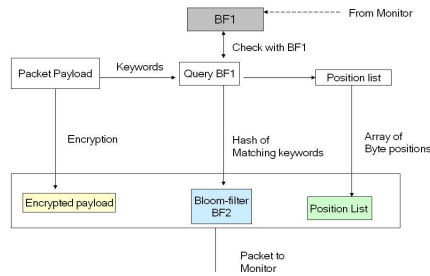 BF1
From Monitor
Check with BF1
Packet Payload
Keywords
Query BF1
Position list
Encryption
Hash of
Matching keywords
Array of
Byte positions
Encrypted payload
Bloom-filter
BF2
Position List
Packet to
Monitor